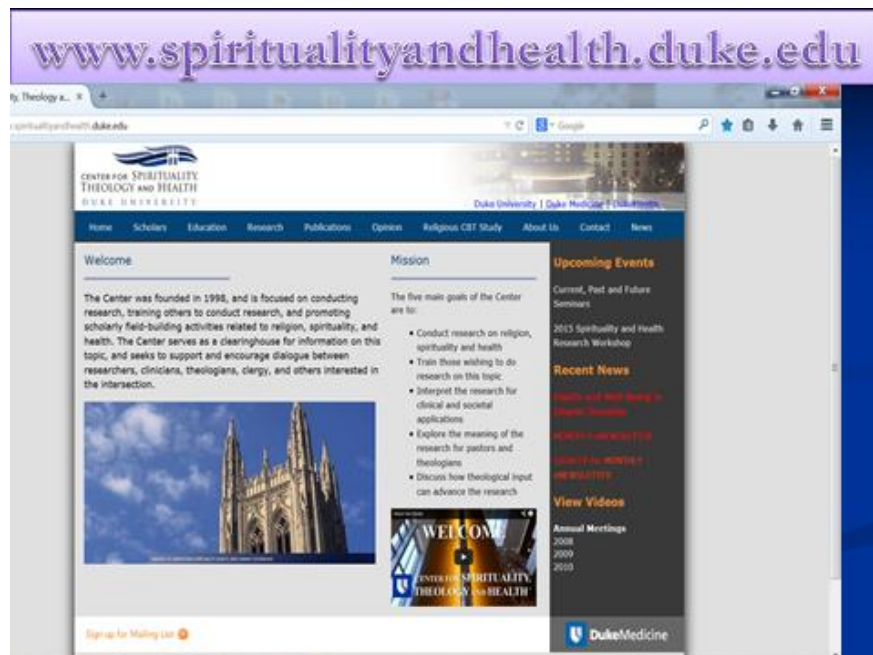 www.spiritualityandhealth.duke.edu
ty, Theology a... ×
spiritualityandhealth.duke.edu
Google
CENTER FOR SPIRITUALITY
THEOLOGY AND HEALTH
DUKE UNIVERSITY
Duke University | Duke Medicine |
Home Scholars Education Research Publications Opinion Religious CBT Study About Us Contact News
Welcome
The Center was founded in 1998, and is focused on conducting
research, training others to conduct research, and promoting
scholarly field-building activities related to religion, spirituality, and
health. The Center serves as a clearinghouse for information on this
topic, and seeks to support and encourage dialogue between
researchers, clinicians, theologians, clergy, and others interested in
the intersection.
Mission
The five main goals of the Center
are to:
• Conduct research on religion,
spirituality and health
• Train those wishing to do
research on this topic
• Interpret the research for
clinical and societal
applications
• Explore the meaning of the
research for pastors and
theologians
• Discuss how theological input
can advance the research
WELCOME
CENTER FOR SPIRITUALITY,
THEOLOGY AND HEALTH
Upcoming Events
Current, Past and Future
Seminars
2015 Spirituality and Health
Research Workshop
Recent News
View Videos
Annual Meetings
2008
2009
2010
Sign up for Mailing List
DukeMedicine